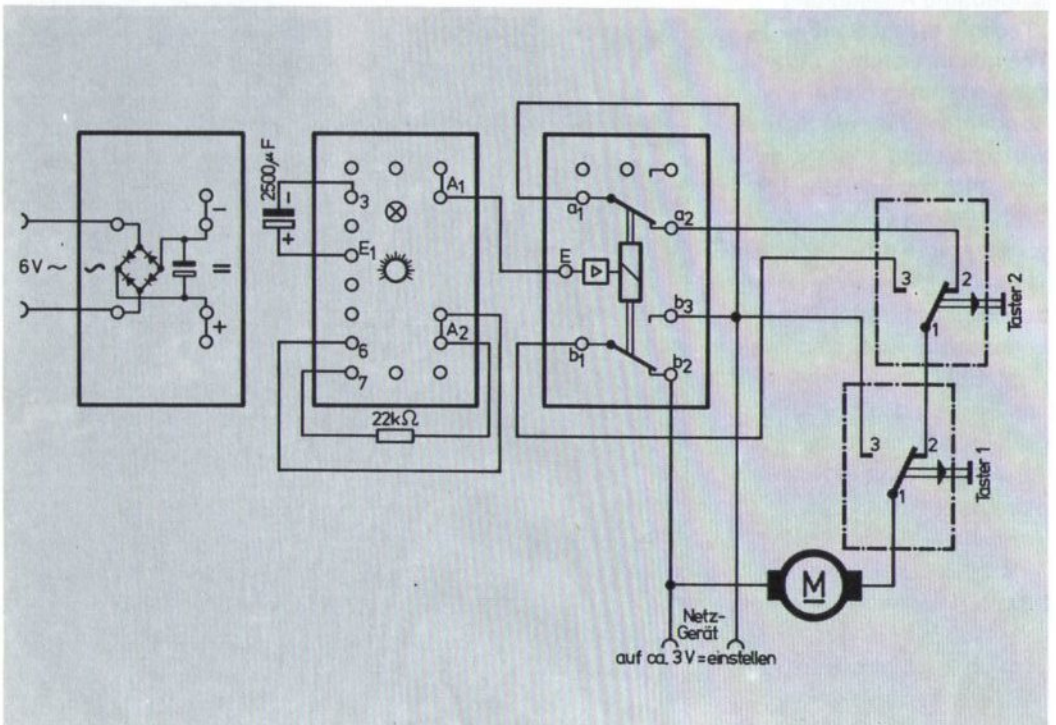 6V~
~
=
-
+
2500µF
-
+
3
E1
6
7
A1
A2
22kΩ
E
a1
a2
b3
b1
b2
3
2
1
Taster 2
3
2
1
Taster 1
M
Netz-
Gerät
auf ca. 3V= einstellen